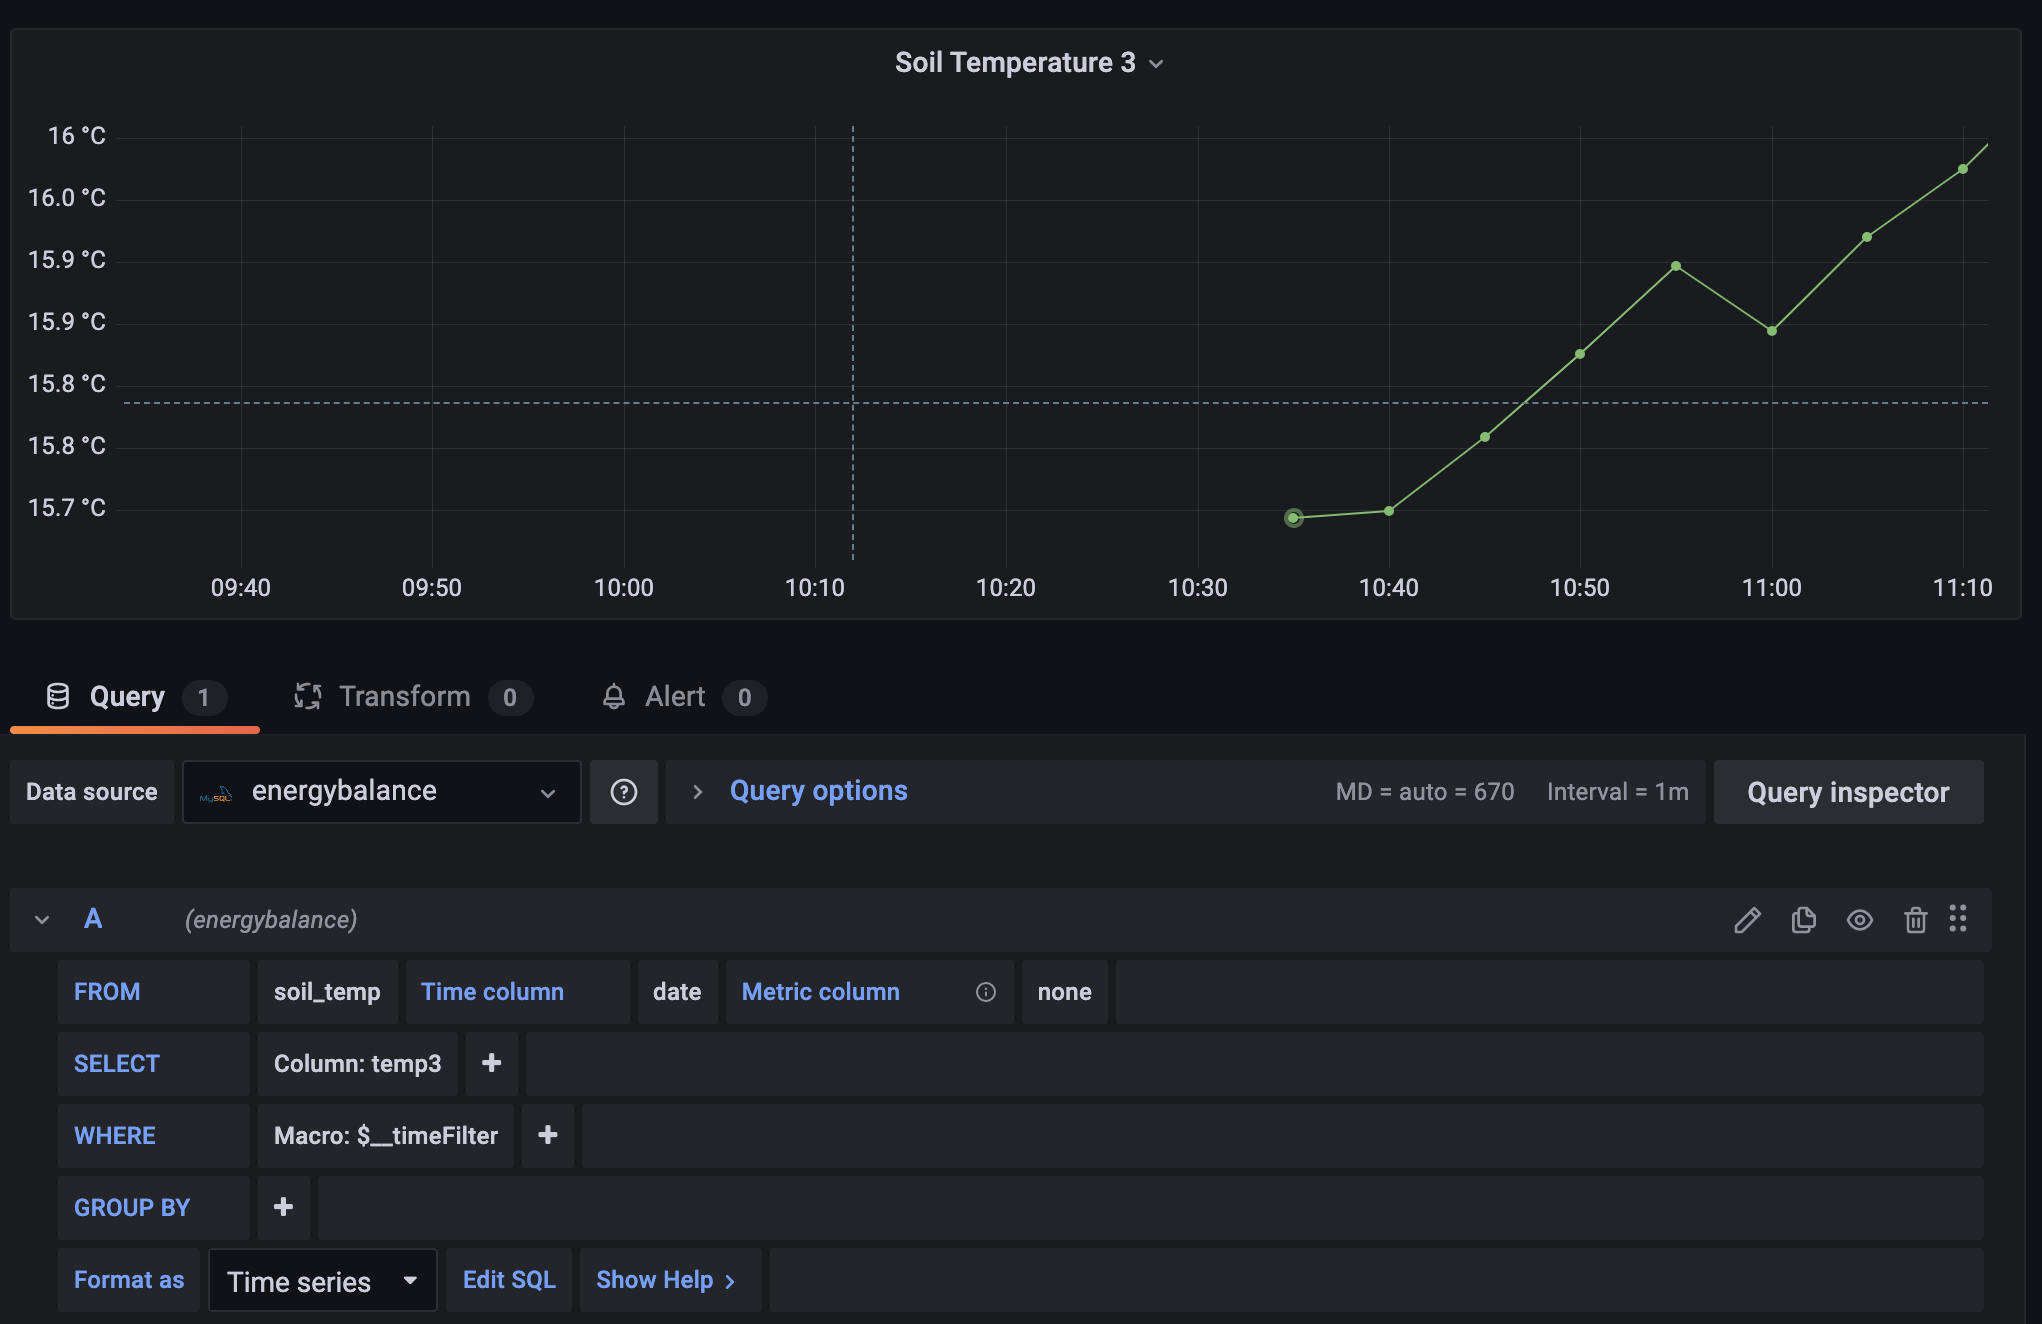 Soil Temperature 3
16 °C
16.0 °C
15.9 °C
15.9 °C
15.8 °C
15.8 °C
15.7 °C
09:40 09:50 10:00 10:10 10:20 10:30 10:40 10:50 11:00 11:10
Query 1 Transform 0 Alert 0
Data source MySQL energybalance Query options MD = auto = 670 Interval = 1m Query inspector
A (energybalance)
FROM soil_temp Time column date Metric column none
SELECT Column: temp3 +
WHERE Macro: $__timeFilter +
GROUP BY +
Format as Time series Edit SQL Show Help >